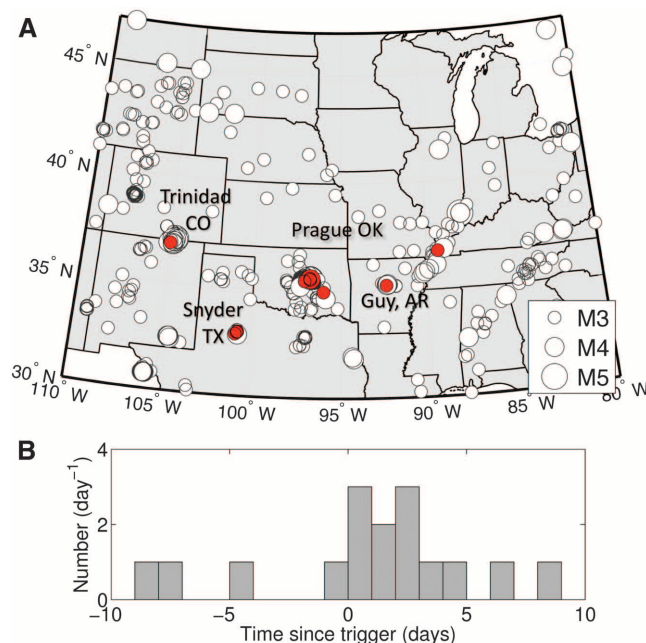 A
45° N
40° N
35° N
30° N
Trinidad
CO
Prague OK
Snyder
TX
Guy, AR
M3
M4
M5
110° W
105° W
100° W
95° W
90° W
85° W
80° W
B
Number (day⁻¹)
4
2
0
−10
−5
0
5
10
Time since trigger (days)